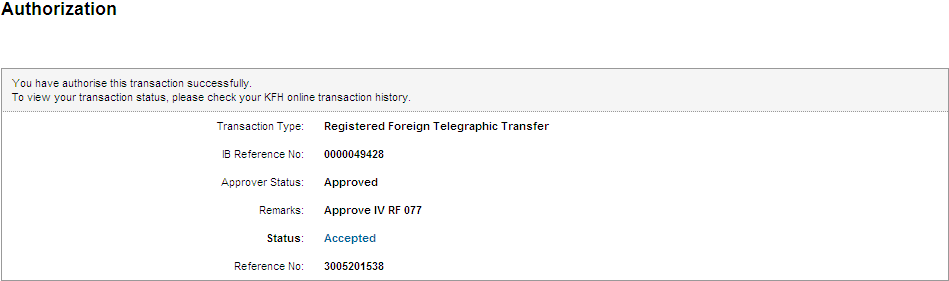 Authorization
You have authorise this transaction successfully.
To view your transaction status, please check your KFH online transaction history.
Transaction Type: Registered Foreign Telegraphic Transfer
IB Reference No: 0000049428
Approver Status: Approved
Remarks: Approve IV RF 077
Status: Accepted
Reference No: 3005201538